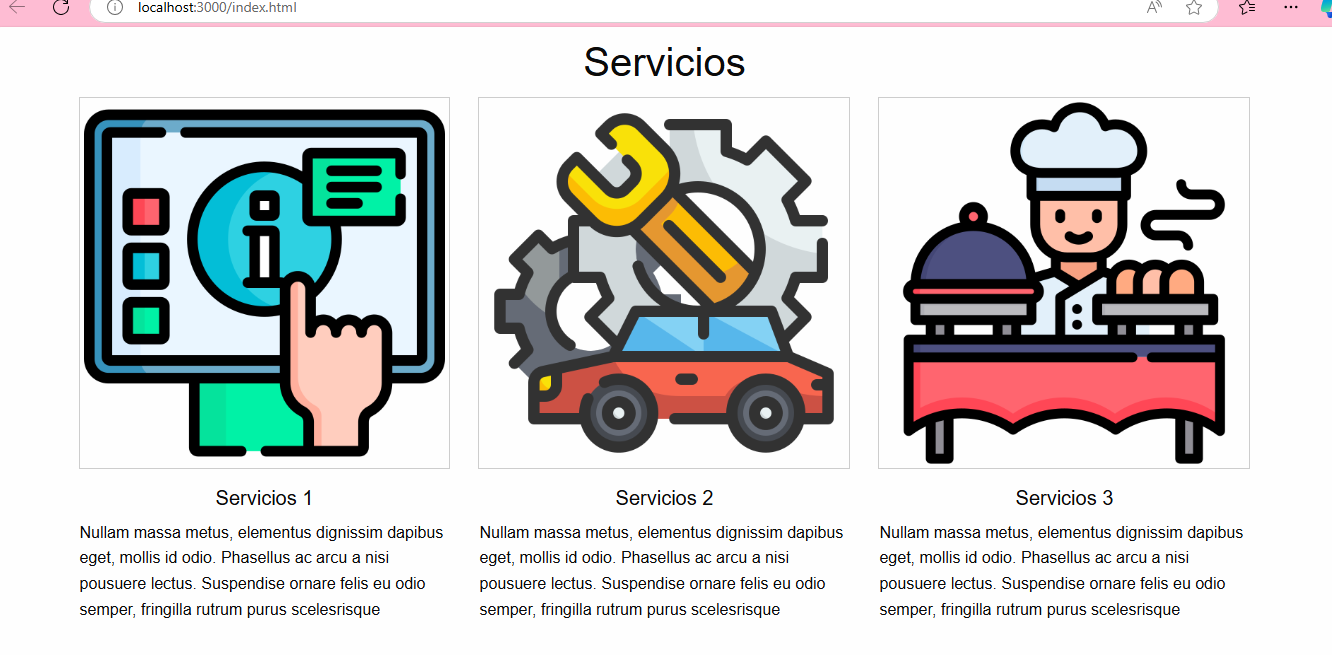 localhost:3000/index.html
Servicios
Servicios 1
Nullam massa metus, elementus dignissim dapibus
eget, mollis id odio. Phasellus ac arcu a nisi
pousuere lectus. Suspendise ornare felis eu odio
semper, fringilla rutrum purus scelesrisque
Servicios 2
Nullam massa metus, elementus dignissim dapibus
eget, mollis id odio. Phasellus ac arcu a nisi
pousuere lectus. Suspendise ornare felis eu odio
semper, fringilla rutrum purus scelesrisque
Servicios 3
Nullam massa metus, elementus dignissim dapibus
eget, mollis id odio. Phasellus ac arcu a nisi
pousuere lectus. Suspendise ornare felis eu odio
semper, fringilla rutrum purus scelesrisque